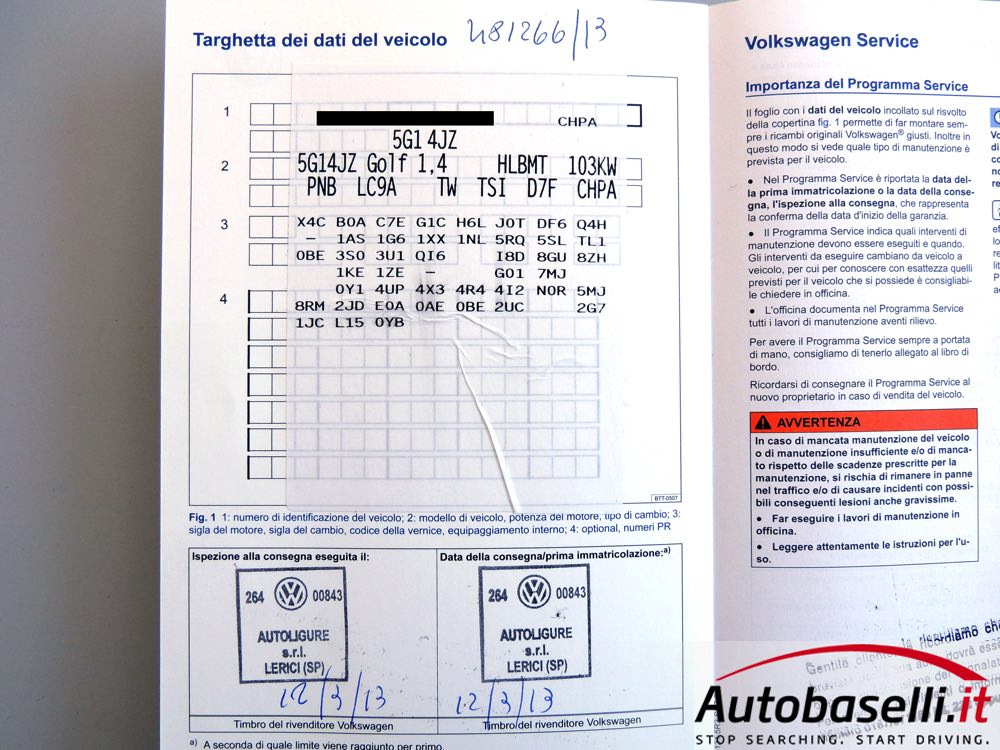 Targhetta dei dati del veicolo
1
CHPA
5G14JZ
2
5G14JZ Golf 1,4 HLBMT 103KW
PNB LC9A TW TSI D7F CHPA
3
X4C B0A C7E G1C H6L J0T DF6 Q4H
- 1AS 1G6 1XX 1NL 5RQ 5SL TL1
0BE 3S0 3U1 QI6 I8D 8GU 8ZH
1KE 1ZE - G01 7MJ
4
0Y1 4UP 4X3 4R4 4I2 N0R 5MJ
8RM 2JD E0A 0AE 0BE 2UC 2G7
1JC L15 0YB
BTT-0507
Fig. 1 1: numero di identificazione del veicolo; 2: modello di veicolo, potenza del motore, tipo di cambio; 3:
sigla del motore, sigla del cambio, codice della vernice, equipaggiamento interno; 4: optional, numeri PR
Ispezione alla consegna eseguita il:
264 00843
AUTOLIGURE
s.r.l.
LERICI (SP)
12/3/13
Timbro del rivenditore Volkswagen
Data della consegna/prima immatricolazione:a)
264 00843
AUTOLIGURE
s.r.l.
LERICI (SP)
12/3/13
Timbro del rivenditore Volkswagen
a) A seconda di quale limite viene raggiunto per primo.
Volkswagen Service
Importanza del Programma Service
Il foglio con i dati del veicolo incollato sul risvolto
della copertina fig. 1 permette di far montare sem-
pre i ricambi originali Volkswagen® giusti. Inoltre in
questo modo si vede quale tipo di manutenzione è
prevista per il veicolo.
● Nel Programma Service è riportata la data del-
la prima immatricolazione o la data della conse-
gna, l'ispezione alla consegna, che rappresenta
la conferma della data d'inizio della garanzia.
● Il Programma Service indica quali interventi di
manutenzione devono essere eseguiti e quando.
Gli interventi da eseguire cambiano da veicolo a
veicolo, per cui per conoscere con esattezza quelli
previsti per il veicolo che si possiede è consigliabi-
le chiedere in officina.
● L'officina documenta nel Programma Service
tutti i lavori di manutenzione aventi rilievo.
Per avere il Programma Service sempre a portata
di mano, consigliamo di tenerlo allegato al libro di
bordo.
Ricordarsi di consegnare il Programma Service al
nuovo proprietario in caso di vendita del veicolo.
AVVERTENZA
In caso di mancata manutenzione del veicolo
o di manutenzione insufficiente e/o di manca-
to rispetto delle scadenze prescritte per la
manutenzione, si rischia di rimanere in panne
nel traffico e/o di causare incidenti con possi-
bili conseguenti lesioni anche gravissime.
● Far eseguire i lavori di manutenzione in
officina.
● Leggere attentamente le istruzioni per l'u-
so.
Autobaselli.it
STOP SEARCHING. START DRIVING.